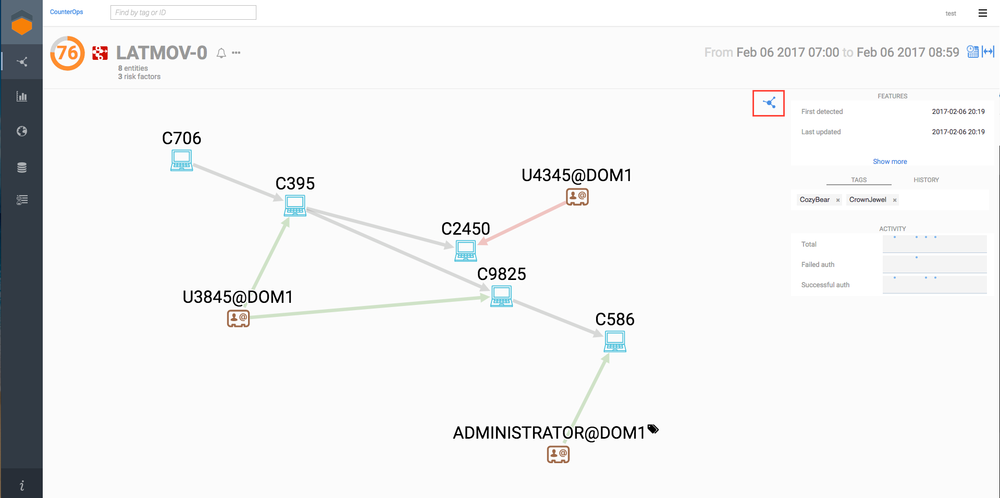 CounterOps
Find by tag or ID
test
76
LATMOV-0
8 entities
3 risk factors
From Feb 06 2017 07:00 to Feb 06 2017 08:59
FEATURES
First detected 2017-02-06 20:19
Last updated 2017-02-06 20:19
Show more
TAGS HISTORY
CozyBear × CrownJewel ×
ACTIVITY
Total
Failed auth
Successful auth
C706
C395
U4345@DOM1
C2450
C9825
U3845@DOM1
C586
ADMINISTRATOR@DOM1
i